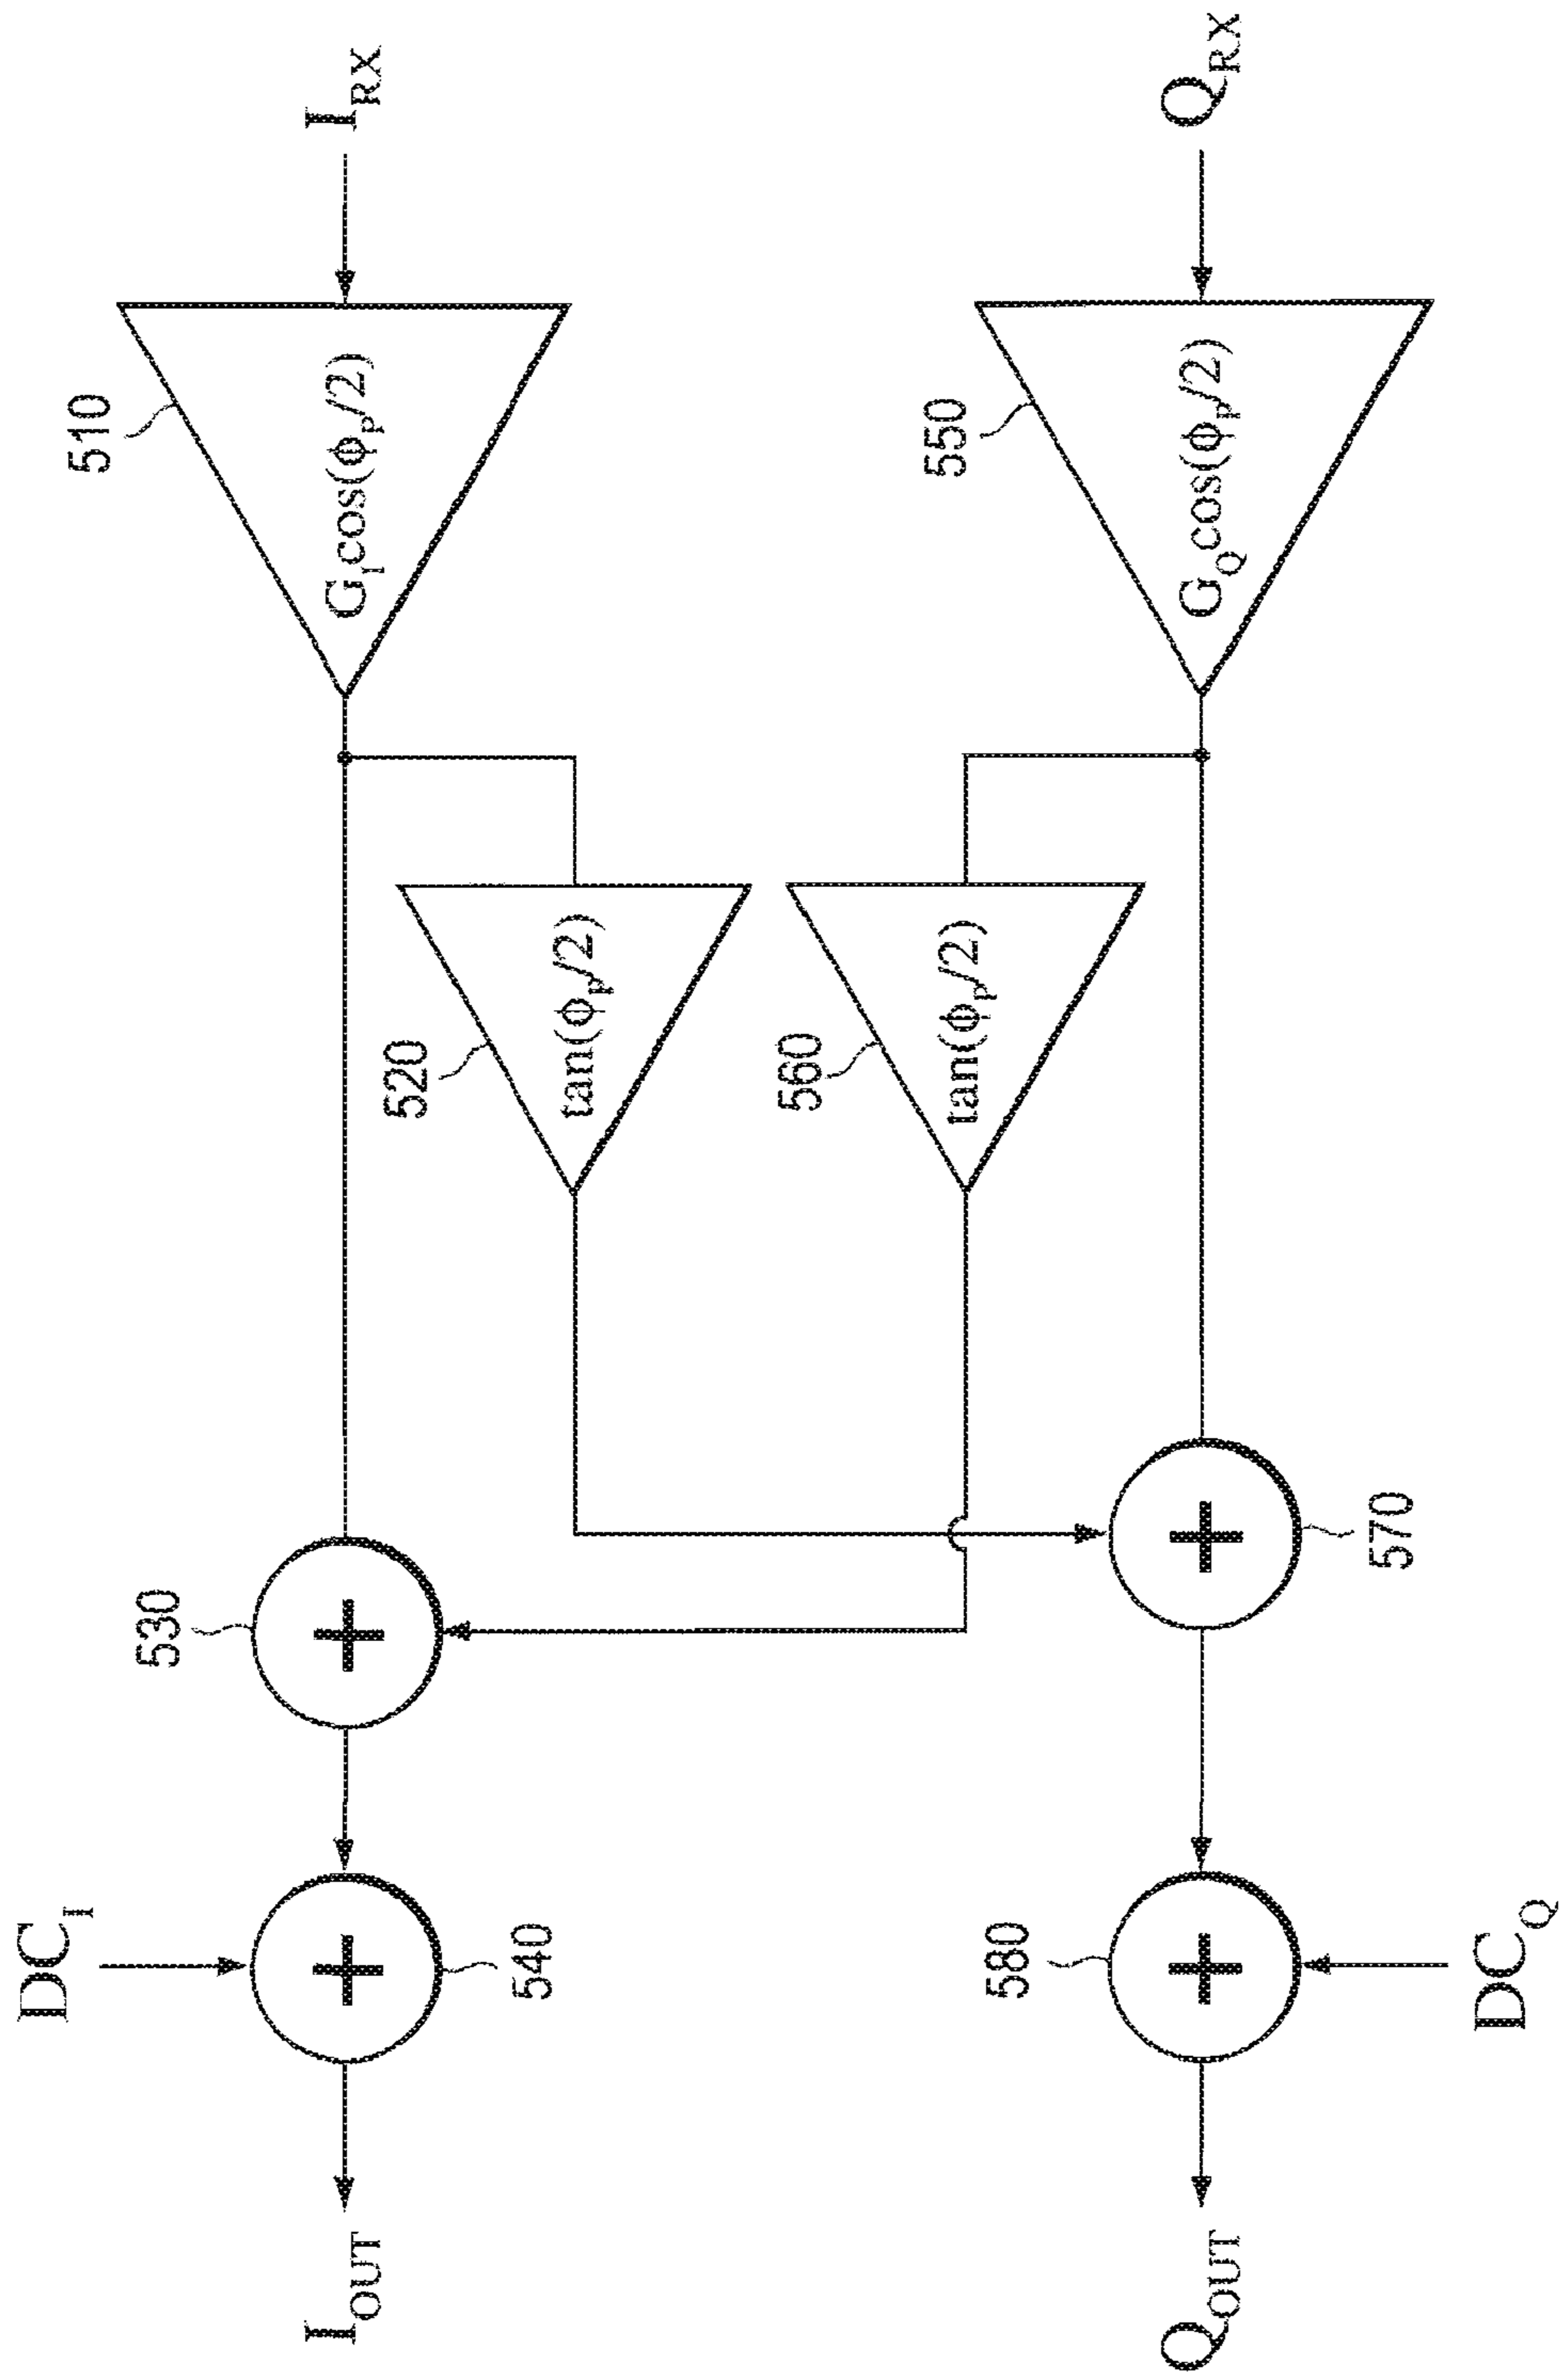 DC_I
I_OUT
540
530
510
G_I cos(ϕ_P/2)
I_RX
520
tan(ϕ_P/2)
560
tan(ϕ_P/2)
Q_OUT
580
570
550
G_Q cos(ϕ_P/2)
Q_RX
DC_Q